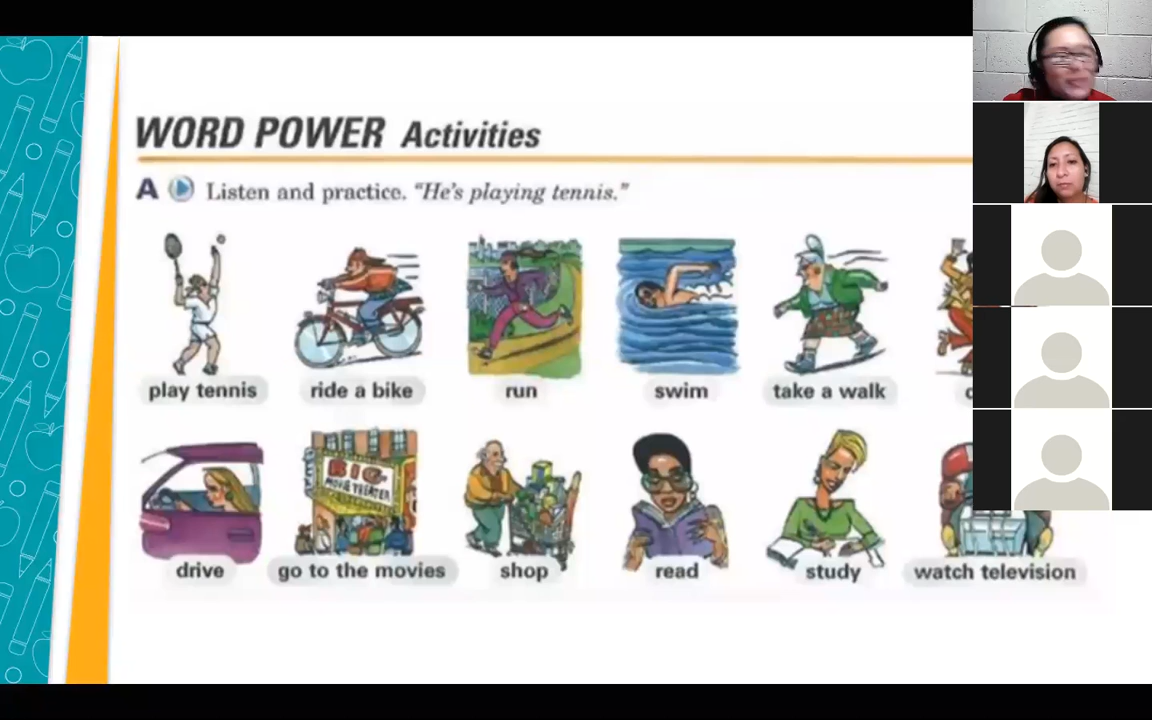 WORD POWER Activities
A Listen and practice. "He's playing tennis."
play tennis ride a bike run swim take a walk
drive go to the movies shop read study watch television
BIG
MOVIE THEATER